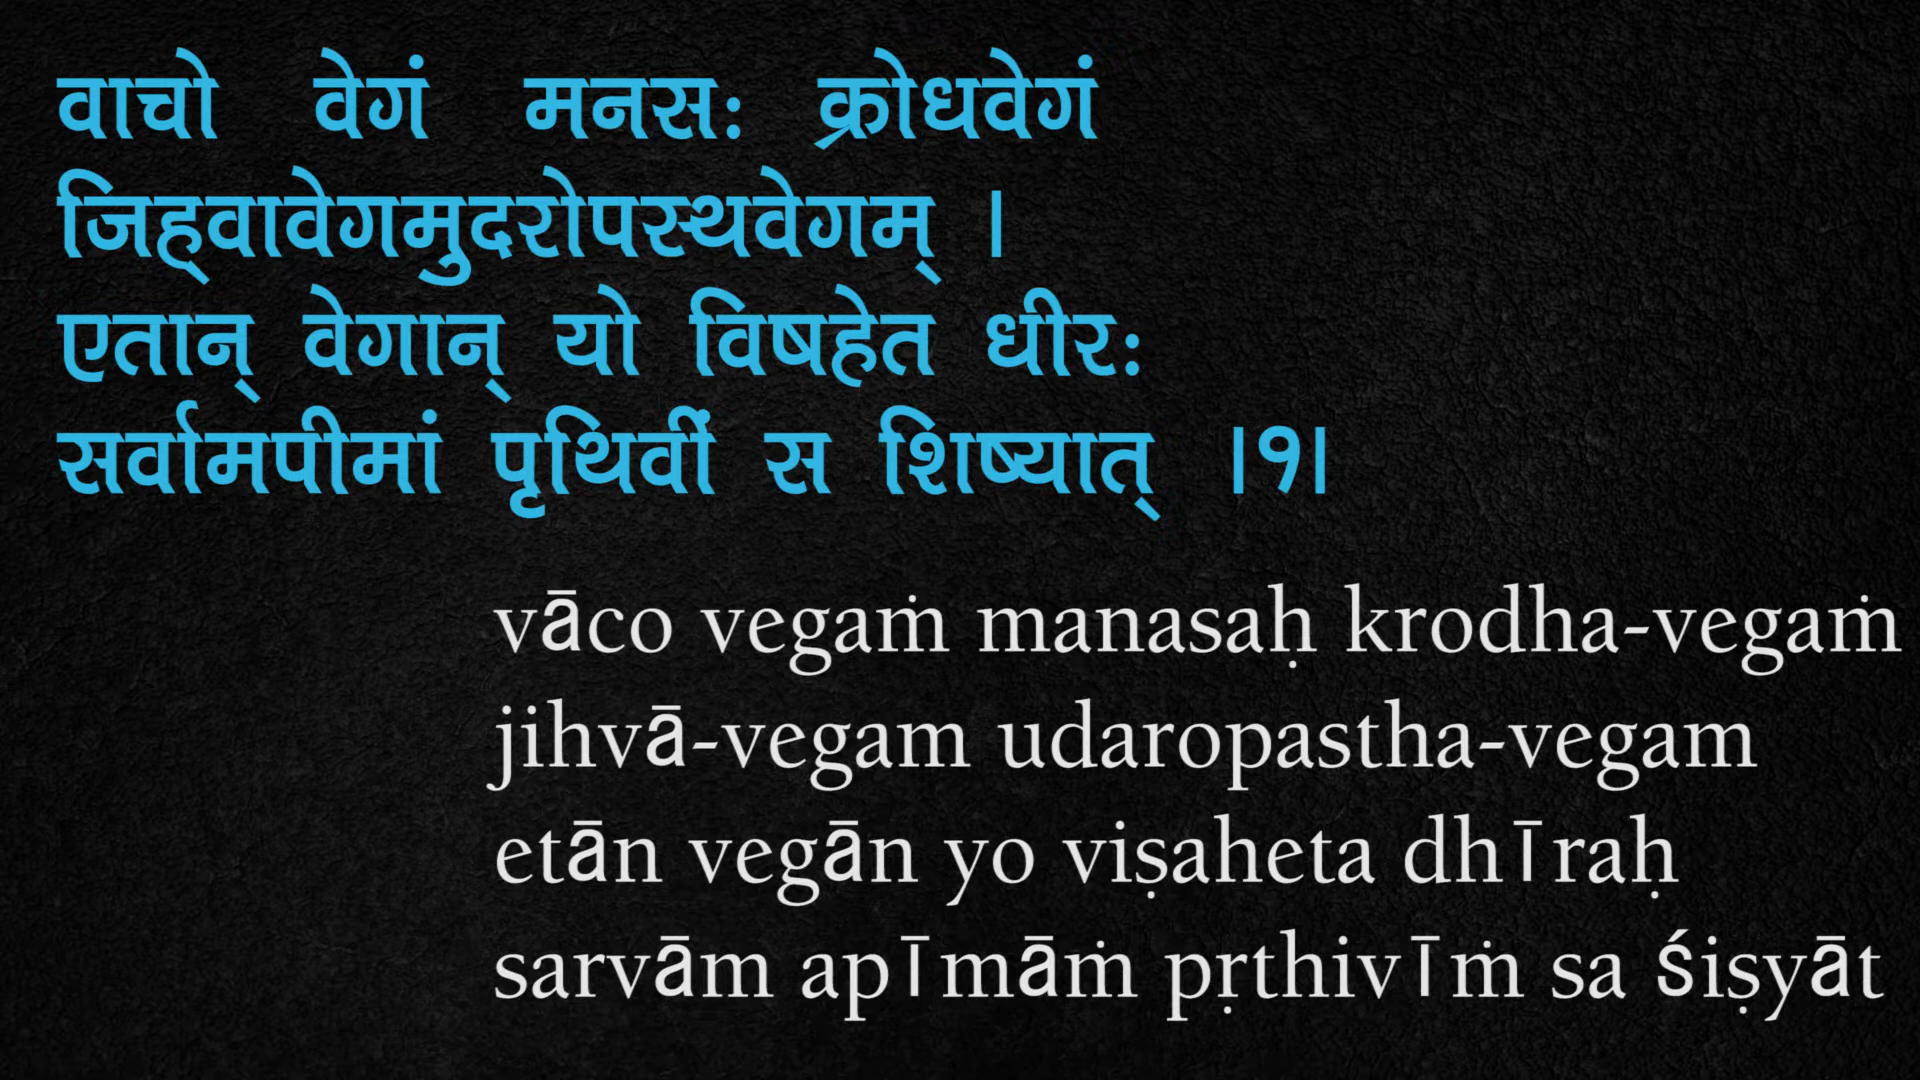 वाचो वेगं मनसः क्रोधवेगं
जिह्वावेगमुदरोपस्थवेगम् ।
एतान् वेगान् यो विषहेत धीरः
सर्वामपीमां पृथिवीं स शिष्यात् ।१।
vāco vegaṁ manasaḥ krodha-vegaṁ
jihvā-vegam udaropastha-vegam
etān vegān yo viṣaheta dhīraḥ
sarvām apīmāṁ pṛthivīṁ sa śiṣyāt